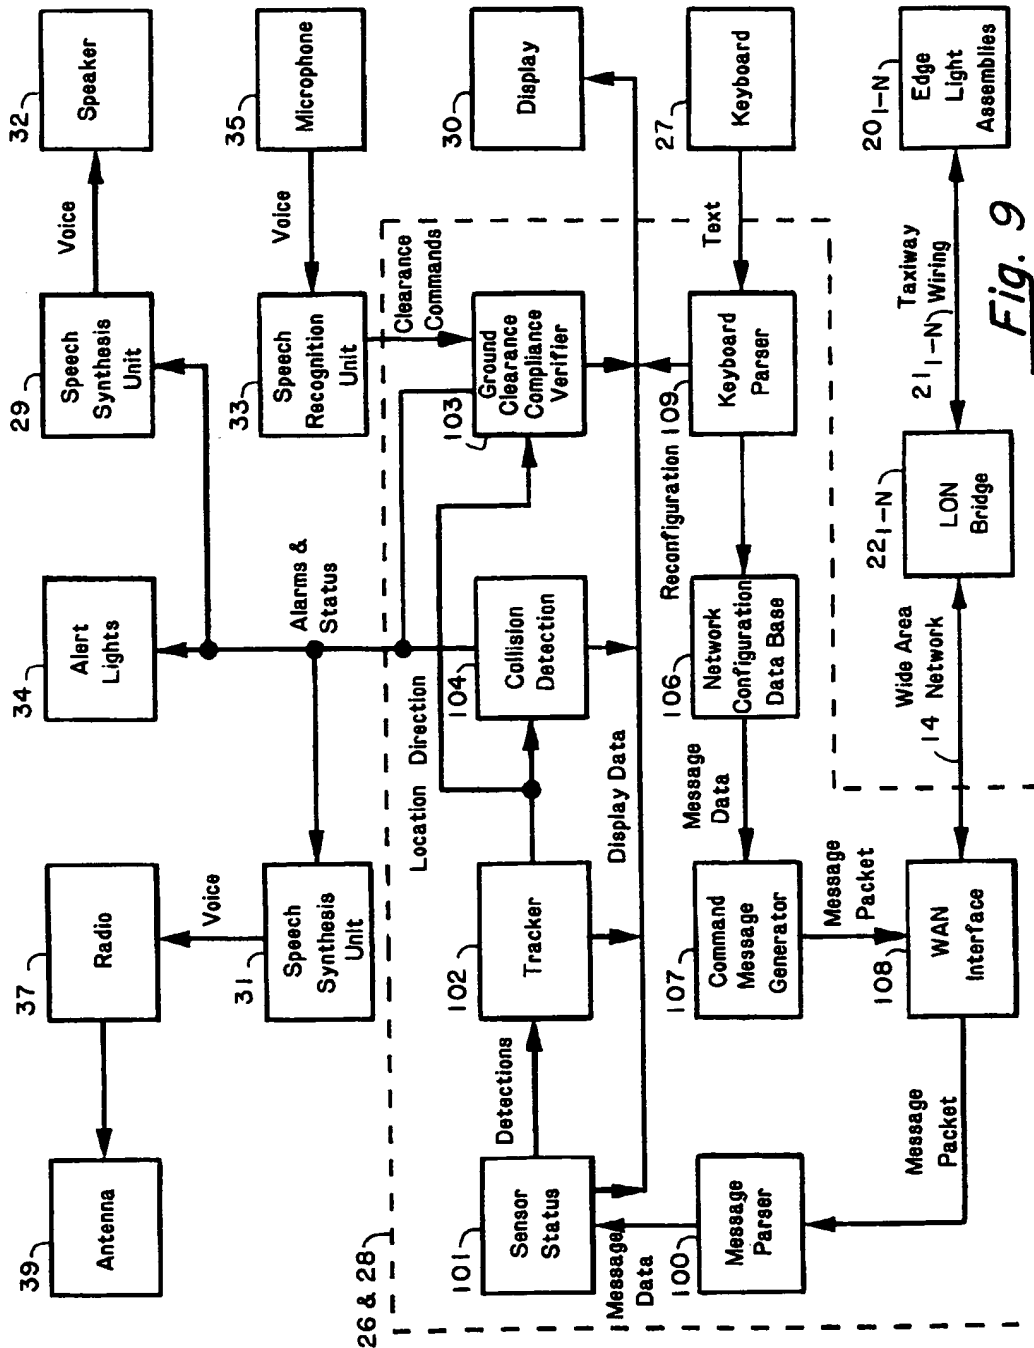 39
Antenna
37
Radio
34
Alert
Lights
29
Speech
Synthesis
Unit
Voice
32
Speaker
Voice
31
Speech
Synthesis
Unit
Alarms &
Status
33
Speech
Recognition
Unit
Voice
35
Microphone
26 & 28
Location
Direction
Clearance
Commands
101
Sensor
Status
Detections
102
Tracker
104
Collision
Detection
103
Ground
Clearance
Compliance
Verifier
30
Display
Message
Data
Display Data
100
Message
Parser
107
Command
Message
Generator
Message
Data
106
Network
Configuration
Data Base
Reconfiguration
109
Keyboard
Parser
Text
27
Keyboard
Message
Packet
Message
Packet
108
WAN
Interface
Wide Area
Network
14
22 1-N
LON
Bridge
Taxiway
Wiring
21 1-N
20 1-N
Edge
Light
Assemblies
Fig. 9